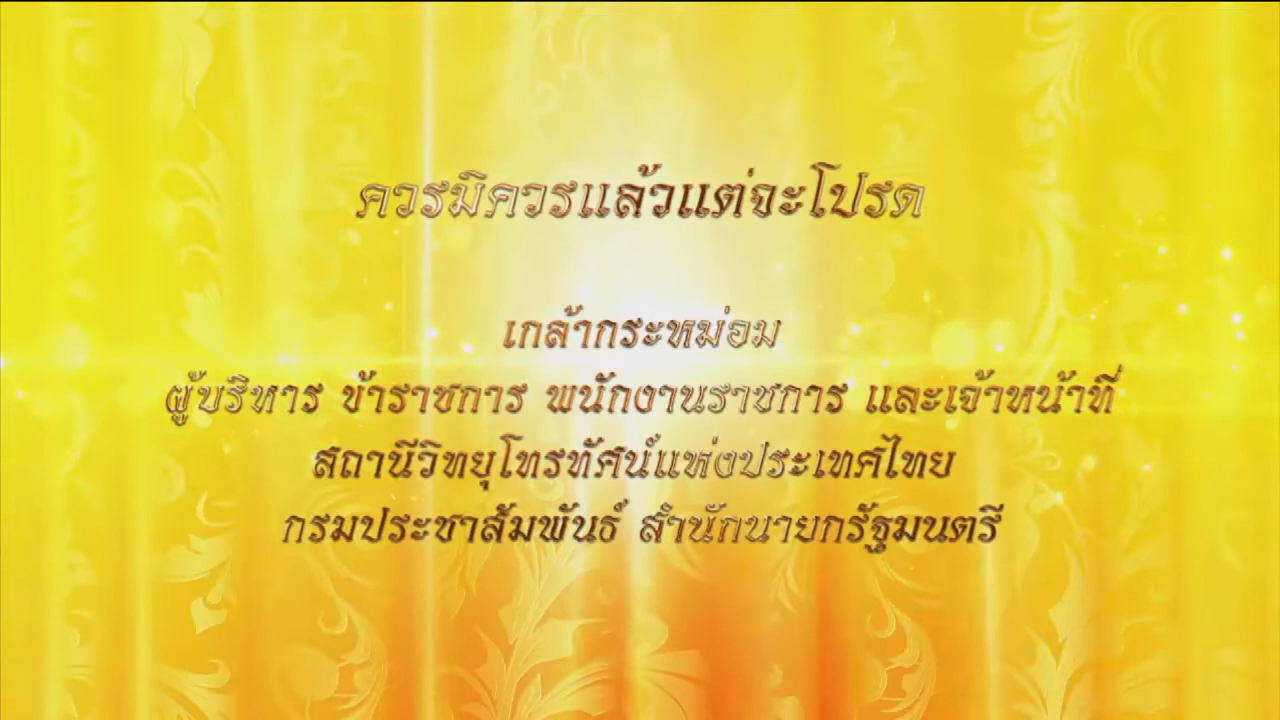 ควรมิควรแล้วแต่จะโปรด
เกล้ากระหม่อม
ผู้บริหาร ข้าราชการ พนักงานราชการ และเจ้าหน้าที่
สถานีวิทยุโทรทัศน์แห่งประเทศไทย
กรมประชาสัมพันธ์ สำนักนายกรัฐมนตรี